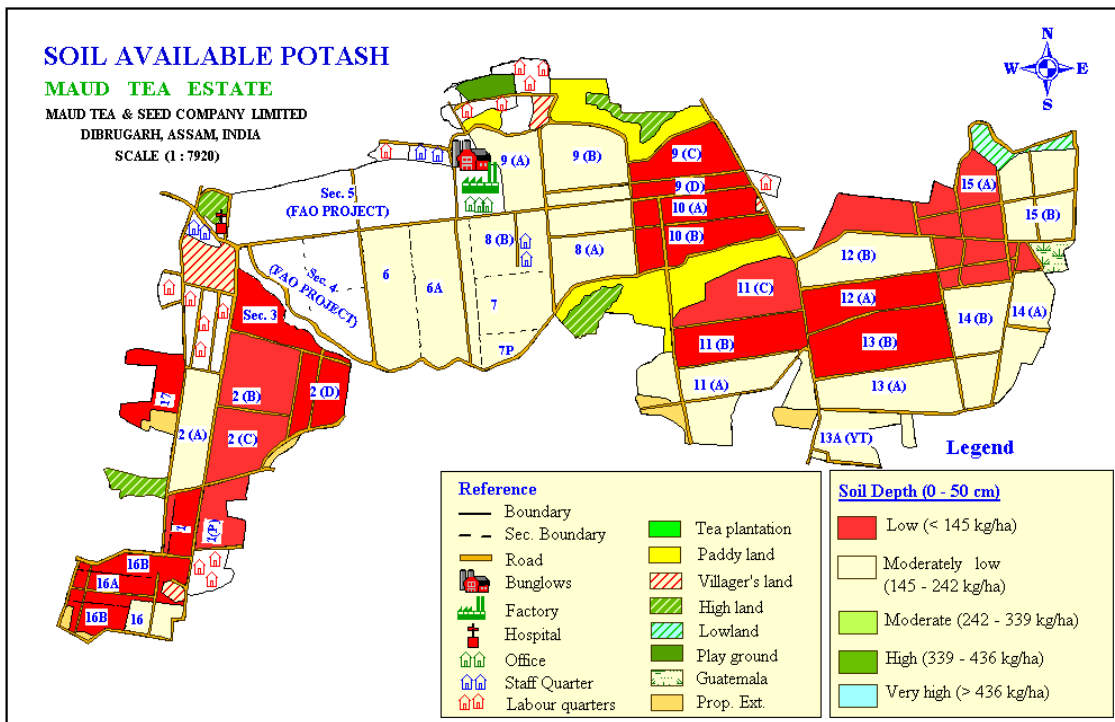 SOIL AVAILABLE POTASH
MAUD TEA ESTATE
MAUD TEA & SEED COMPANY LIMITED
DIBRUGARH, ASSAM, INDIA
SCALE (1 : 7920)
N
W
E
S
9 (A)
9 (B)
9 (C)
9 (D)
10 (A)
10 (B)
15 (A)
15 (B)
Sec. 5
(FAO PROJECT)
8 (B)
8 (A)
12 (B)
6
6A
Sec. 4.
(FAO PROJECT)
7
7P
11 (C)
12 (A)
14 (A)
14 (B)
Sec. 3
11 (B)
13 (B)
11 (A)
13 (A)
2 (B)
2 (D)
17
2 (A)
2 (C)
13A (YT)
1
1(P)
16B
16A
16B
16
Reference
Boundary
Sec. Boundary
Road
Bunglows
Factory
Hospital
Office
Staff Quarter
Labour quarters
Tea plantation
Paddy land
Villager's land
High land
Lowland
Play ground
Guatemala
Prop. Ext.
Legend
Soil Depth (0 - 50 cm)
Low (< 145 kg/ha)
Moderately low
(145 - 242 kg/ha)
Moderate (242 - 339 kg/ha)
High (339 - 436 kg/ha)
Very high (> 436 kg/ha)